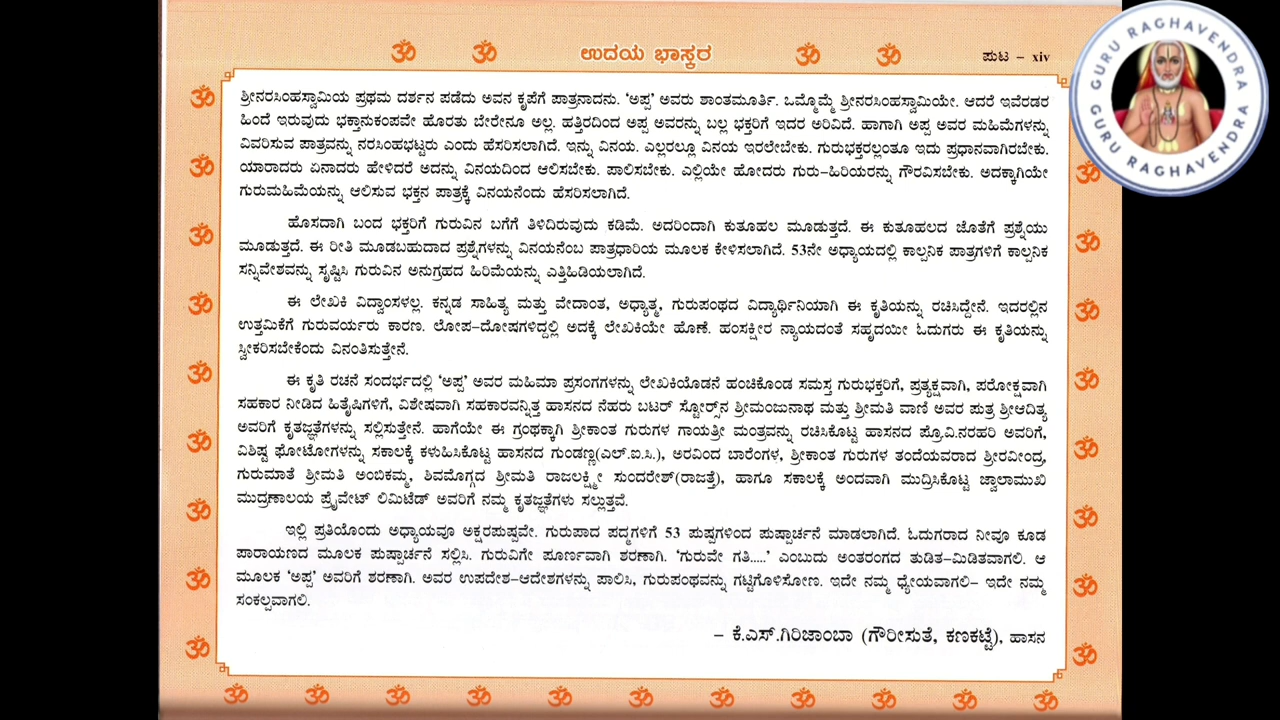 ಉದಯ ಭಾಸ್ಕರ
ಪುಟ – xiv
GURU RAGHAVENDRA
GURU RAGHAVENDRA
ಶ್ರೀನರಸಿಂಹಸ್ವಾಮಿಯ ಪ್ರಥಮ ದರ್ಶನ ಪಡೆದು ಅವನ ಕೃಪೆಗೆ ಪಾತ್ರನಾದನು. ‘ಅಪ್ಪ’ ಅವರು ಶಾಂತಮೂರ್ತಿ. ಒಮ್ಮೊಮ್ಮೆ ಶ್ರೀನರಸಿಂಹಸ್ವಾಮಿಯೇ. ಆದರೆ ಇವೆರಡರ
ಹಿಂದೆ ಇರುವುದು ಭಕ್ತಾನುಕಂಪವೇ ಹೊರತು ಬೇರೇನೂ ಅಲ್ಲ. ಹತ್ತಿರದಿಂದ ಅಪ್ಪ ಅವರನ್ನು ಬಲ್ಲ ಭಕ್ತರಿಗೆ ಇದರ ಅರಿವಿದೆ. ಹಾಗಾಗಿ ಅಪ್ಪ ಅವರ ಮಹಿಮೆಗಳನ್ನು
ವಿವರಿಸುವ ಪಾತ್ರವನ್ನು ನರಸಿಂಹಭಟ್ಟರು ಎಂದು ಹೆಸರಿಸಲಾಗಿದೆ. ಇನ್ನು ವಿನಯ. ಎಲ್ಲರಲ್ಲೂ ವಿನಯ ಇರಲೇಬೇಕು. ಗುರುಭಕ್ತರಲ್ಲಂತೂ ಇದು ಪ್ರಧಾನವಾಗಿರಬೇಕು.
ಯಾರಾದರು ಏನಾದರು ಹೇಳಿದರೆ ಅದನ್ನು ವಿನಯದಿಂದ ಆಲಿಸಬೇಕು. ಪಾಲಿಸಬೇಕು. ಎಲ್ಲಿಯೇ ಹೋದರು ಗುರು–ಹಿರಿಯರನ್ನು ಗೌರವಿಸಬೇಕು. ಅದಕ್ಕಾಗಿಯೇ
ಗುರುಮಹಿಮೆಯನ್ನು ಆಲಿಸುವ ಭಕ್ತನ ಪಾತ್ರಕ್ಕೆ ವಿನಯನೆಂದು ಹೆಸರಿಸಲಾಗಿದೆ.
ಹೊಸದಾಗಿ ಬಂದ ಭಕ್ತರಿಗೆ ಗುರುವಿನ ಬಗೆಗೆ ತಿಳಿದಿರುವುದು ಕಡಿಮೆ. ಅದರಿಂದಾಗಿ ಕುತೂಹಲ ಮೂಡುತ್ತದೆ. ಈ ಕುತೂಹಲದ ಜೊತೆಗೆ ಪ್ರಶ್ನೆಯು
ಮೂಡುತ್ತದೆ. ಈ ರೀತಿ ಮೂಡಬಹುದಾದ ಪ್ರಶ್ನೆಗಳನ್ನು ವಿನಯನೆಂಬ ಪಾತ್ರಧಾರಿಯ ಮೂಲಕ ಕೇಳಿಸಲಾಗಿದೆ. 53ನೇ ಅಧ್ಯಾಯದಲ್ಲಿ ಕಾಲ್ಪನಿಕ ಪಾತ್ರಗಳಿಗೆ ಕಾಲ್ಪನಿಕ
ಸನ್ನಿವೇಶವನ್ನು ಸೃಷ್ಟಿಸಿ ಗುರುವಿನ ಅನುಗ್ರಹದ ಹಿರಿಮೆಯನ್ನು ಎತ್ತಿಹಿಡಿಯಲಾಗಿದೆ.
ಈ ಲೇಖಕಿ ವಿದ್ವಾಂಸಳಲ್ಲ. ಕನ್ನಡ ಸಾಹಿತ್ಯ ಮತ್ತು ವೇದಾಂತ, ಅಧ್ಯಾತ್ಮ, ಗುರುಪಂಥದ ವಿದ್ಯಾರ್ಥಿನಿಯಾಗಿ ಈ ಕೃತಿಯನ್ನು ರಚಿಸಿದ್ದೇನೆ. ಇದರಲ್ಲಿನ
ಉತ್ತಮಿಕೆಗೆ ಗುರುವರ್ಯರು ಕಾರಣ. ಲೋಪ–ದೋಷಗಳಿದ್ದಲ್ಲಿ ಅದಕ್ಕೆ ಲೇಖಕಿಯೇ ಹೊಣೆ. ಹಂಸಕ್ಷೀರ ನ್ಯಾಯದಂತೆ ಸಹೃದಯೀ ಓದುಗರು ಈ ಕೃತಿಯನ್ನು
ಸ್ವೀಕರಿಸಬೇಕೆಂದು ವಿನಂತಿಸುತ್ತೇನೆ.
ಈ ಕೃತಿ ರಚನೆ ಸಂದರ್ಭದಲ್ಲಿ ‘ಅಪ್ಪ’ ಅವರ ಮಹಿಮಾ ಪ್ರಸಂಗಗಳನ್ನು ಲೇಖಕಿಯೊಡನೆ ಹಂಚಿಕೊಂಡ ಸಮಸ್ತ ಗುರುಭಕ್ತರಿಗೆ, ಪ್ರತ್ಯಕ್ಷವಾಗಿ, ಪರೋಕ್ಷವಾಗಿ
ಸಹಕಾರ ನೀಡಿದ ಹಿತೈಷಿಗಳಿಗೆ, ವಿಶೇಷವಾಗಿ ಸಹಕಾರವನ್ನಿತ್ತ ಹಾಸನದ ನೆಹರು ಬಟರ್ ಸ್ಟೋರ್ಸ್‌ನ ಶ್ರೀಮಂಜುನಾಥ ಮತ್ತು ಶ್ರೀಮತಿ ವಾಣಿ ಅವರ ಪುತ್ರ ಶ್ರೀಆದಿತ್ಯ
ಅವರಿಗೆ ಕೃತಜ್ಞತೆಗಳನ್ನು ಸಲ್ಲಿಸುತ್ತೇನೆ. ಹಾಗೆಯೇ ಈ ಗ್ರಂಥಕ್ಕಾಗಿ ಶ್ರೀಕಾಂತ ಗುರುಗಳ ಗಾಯತ್ರೀ ಮಂತ್ರವನ್ನು ರಚಿಸಿಕೊಟ್ಟ ಹಾಸನದ ಪ್ರೊ.ವಿ.ನರಹರಿ ಅವರಿಗೆ,
ವಿಶಿಷ್ಟ ಫೋಟೋಗಳನ್ನು ಸಕಾಲಕ್ಕೆ ಕಳುಹಿಸಿಕೊಟ್ಟ ಹಾಸನದ ಗುಂಡಣ್ಣ(ಎಲ್.ಐ.ಸಿ.), ಅರವಿಂದ ಬಾರೆಂಗಳ, ಶ್ರೀಕಾಂತ ಗುರುಗಳ ತಂದೆಯವರಾದ ಶ್ರೀರವೀಂದ್ರ,
ಗುರುಮಾತೆ ಶ್ರೀಮತಿ ಅಂಬಿಕಮ್ಮ, ಶಿವಮೊಗ್ಗದ ಶ್ರೀಮತಿ ರಾಜಲಕ್ಷ್ಮೀ ಸುಂದರೇಶ್(ರಾಜತ್ತೆ), ಹಾಗೂ ಸಕಾಲಕ್ಕೆ ಅಂದವಾಗಿ ಮುದ್ರಿಸಿಕೊಟ್ಟ ಜ್ವಾಲಾಮುಖಿ
ಮುದ್ರಣಾಲಯ ಪ್ರೈವೇಟ್ ಲಿಮಿಟೆಡ್ ಅವರಿಗೆ ನಮ್ಮ ಕೃತಜ್ಞತೆಗಳು ಸಲ್ಲುತ್ತವೆ.
ಇಲ್ಲಿ ಪ್ರತಿಯೊಂದು ಅಧ್ಯಾಯವೂ ಅಕ್ಷರಪುಷ್ಪವೇ. ಗುರುಪಾದ ಪದ್ಮಗಳಿಗೆ 53 ಪುಷ್ಪಗಳಿಂದ ಪುಷ್ಪಾರ್ಚನೆ ಮಾಡಲಾಗಿದೆ. ಓದುಗರಾದ ನೀವೂ ಕೂಡ
ಪಾರಾಯಣದ ಮೂಲಕ ಪುಷ್ಪಾರ್ಚನೆ ಸಲ್ಲಿಸಿ. ಗುರುವಿಗೇ ಪೂರ್ಣವಾಗಿ ಶರಣಾಗಿ. ‘ಗುರುವೇ ಗತಿ.....’ ಎಂಬುದು ಅಂತರಂಗದ ತುಡಿತ–ಮಿಡಿತವಾಗಲಿ. ಆ
ಮೂಲಕ ‘ಅಪ್ಪ’ ಅವರಿಗೆ ಶರಣಾಗಿ. ಅವರ ಉಪದೇಶ–ಆದೇಶಗಳನ್ನು ಪಾಲಿಸಿ, ಗುರುಪಂಥವನ್ನು ಗಟ್ಟಿಗೊಳಿಸೋಣ. ಇದೇ ನಮ್ಮ ಧ್ಯೇಯವಾಗಲಿ– ಇದೇ ನಮ್ಮ
ಸಂಕಲ್ಪವಾಗಲಿ.
– ಕೆ.ಎಸ್.ಗಿರಿಜಾಂಬಾ (ಗೌರೀಸುತೆ, ಕಣಕಟ್ಟೆ), ಹಾಸನ